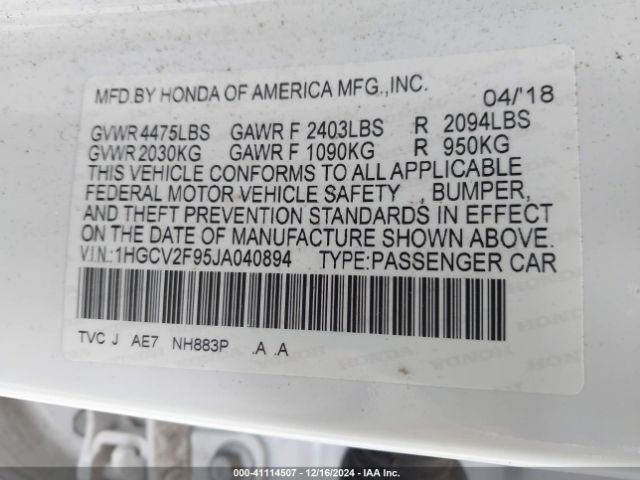 MFD.BY HONDA OF AMERICA MFG.,INC. 04/'18
GVWR 4475LBS GAWR F 2403LBS R 2094LBS
GVWR 2030KG GAWR F 1090KG R 950KG
THIS VEHICLE CONFORMS TO ALL APPLICABLE
FEDERAL MOTOR VEHICLE SAFETY , BUMPER,
AND THEFT PREVENTION STANDARDS IN EFFECT
ON THE DATE OF MANUFACTURE SHOWN ABOVE.
V.I.N.:1HGCV2F95JA040894 TYPE:PASSENGER CAR
TVC J AE7 NH883P .A .A
HONDA
000-41114507 - 12/16/2024 - IAA Inc.